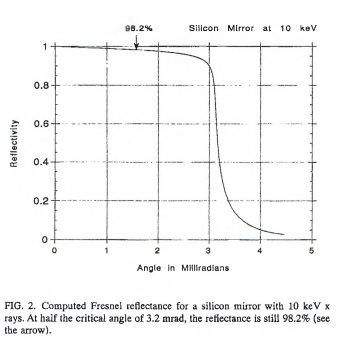 98.2% Silicon Mirror at 10 keV
1
0.8
0.6
0.4
0.2
0
Reflectivity
0 1 2 3 4 5
Angle in Milliradians
FIG. 2. Computed Fresnel reflectance for a silicon mirror with 10 keV x
rays. At half the critical angle of 3.2 mrad, the reflectance is still 98.2% (see
the arrow).